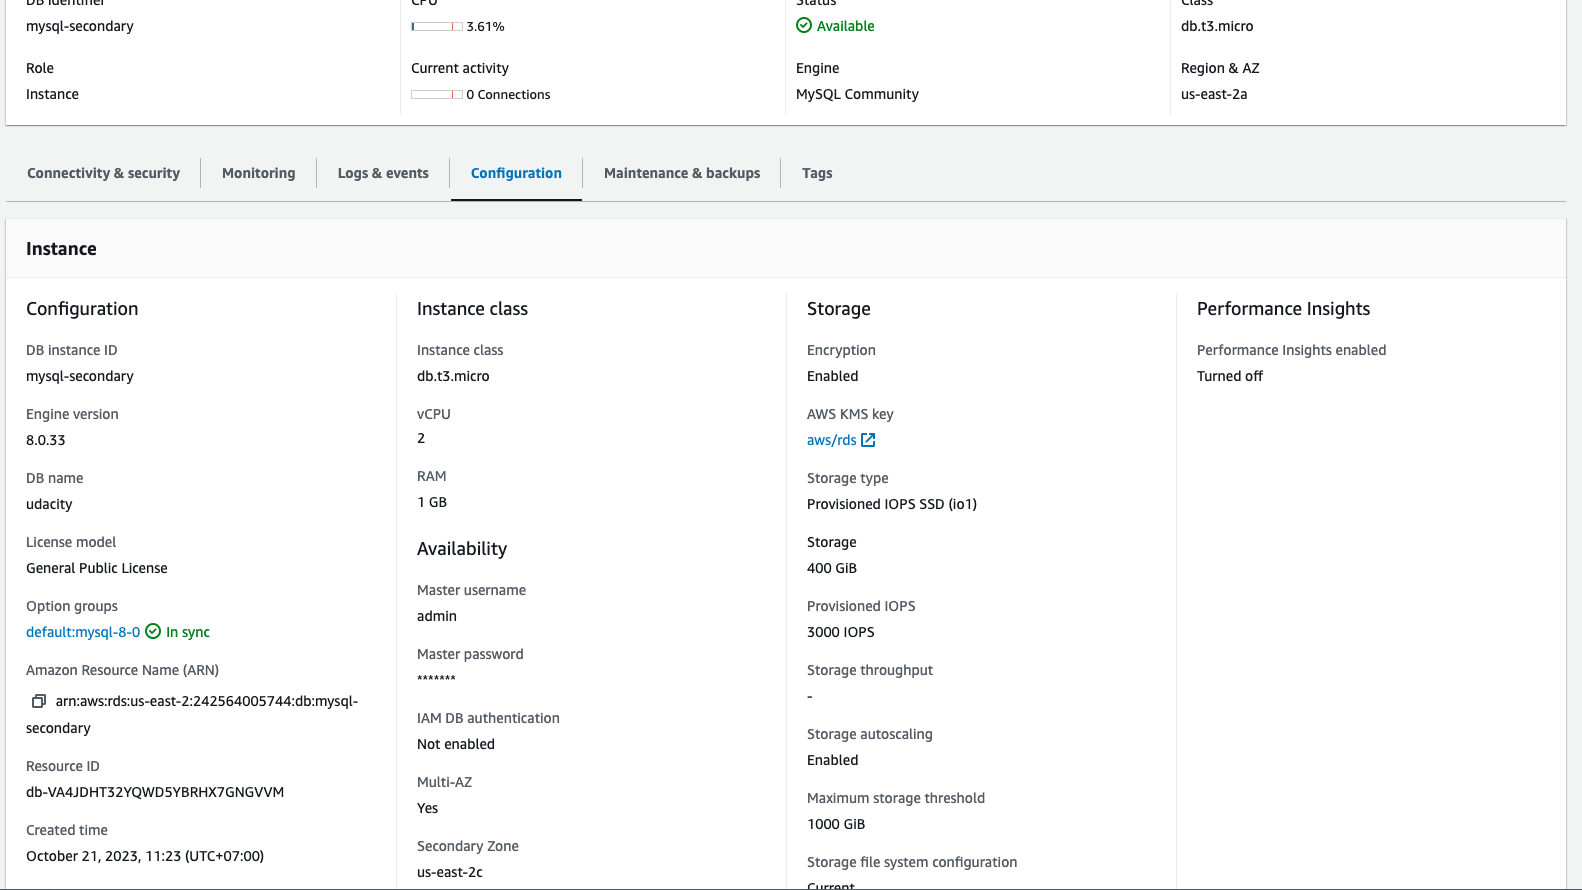 DB identifier
CPU
Status
Class
mysql-secondary
3.61%
Available
db.t3.micro
Role
Current activity
Engine
Region & AZ
Instance
0 Connections
MySQL Community
us-east-2a
Connectivity & security
Monitoring
Logs & events
Configuration
Maintenance & backups
Tags
Instance
Configuration
DB instance ID
mysql-secondary
Engine version
8.0.33
DB name
udacity
License model
General Public License
Option groups
default:mysql-8-0 In sync
Amazon Resource Name (ARN)
arn:aws:rds:us-east-2:242564005744:db:mysql-
secondary
Resource ID
db-VA4JDHT32YQWD5YBRHX7GNGVVM
Created time
October 21, 2023, 11:23 (UTC+07:00)
Instance class
Instance class
db.t3.micro
vCPU
2
RAM
1 GB
Availability
Master username
admin
Master password
*******
IAM DB authentication
Not enabled
Multi-AZ
Yes
Secondary Zone
us-east-2c
Storage
Encryption
Enabled
AWS KMS key
aws/rds
Storage type
Provisioned IOPS SSD (io1)
Storage
400 GiB
Provisioned IOPS
3000 IOPS
Storage throughput
-
Storage autoscaling
Enabled
Maximum storage threshold
1000 GiB
Storage file system configuration
Current
Performance Insights
Performance Insights enabled
Turned off